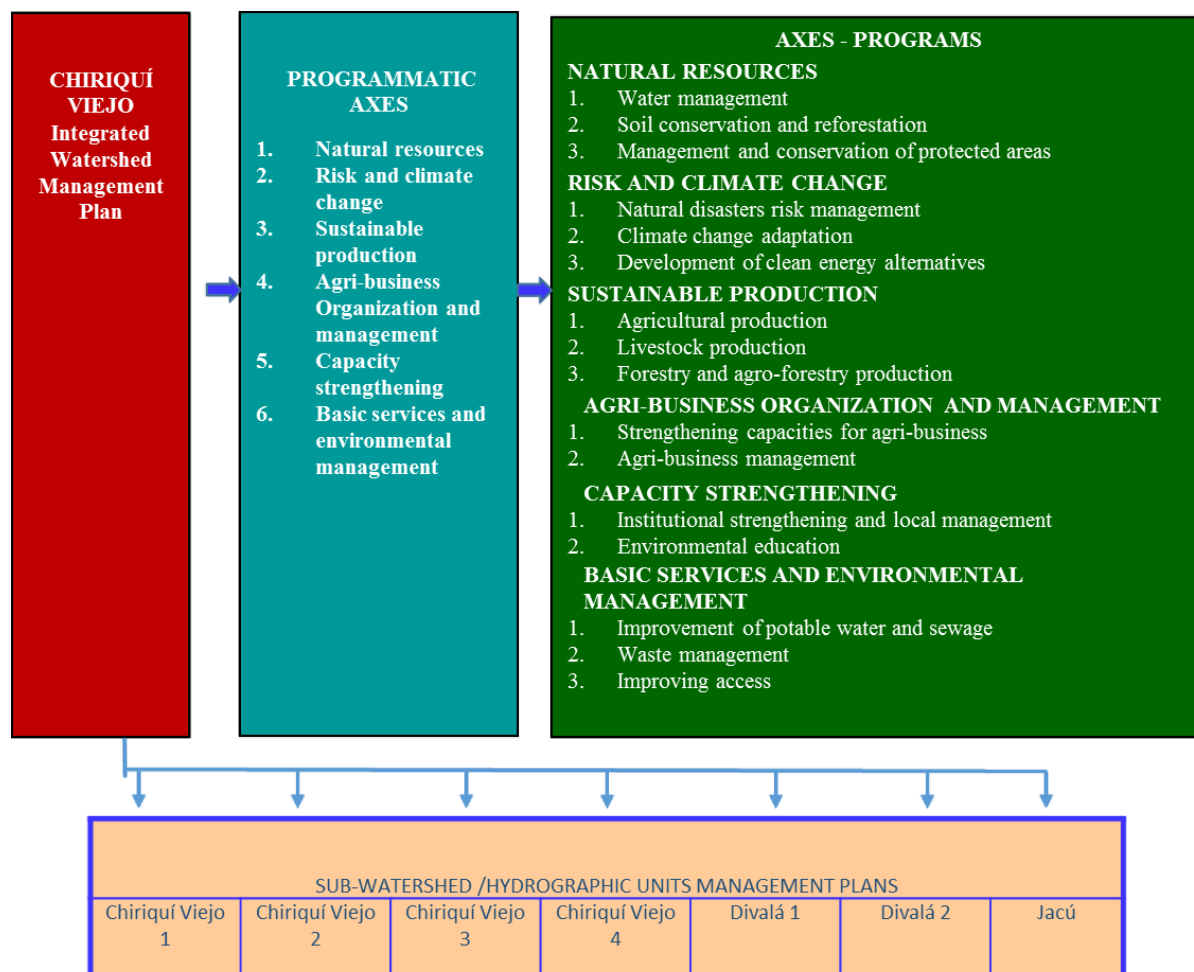 CHIRIQUÍ
VIEJO
Integrated
Watershed
Management
Plan
PROGRAMMATIC
AXES
1. Natural resources
2. Risk and climate
change
3. Sustainable
production
4. Agri-business
Organization and
management
5. Capacity
strengthening
6. Basic services and
environmental
management
AXES - PROGRAMS
NATURAL RESOURCES
1. Water management
2. Soil conservation and reforestation
3. Management and conservation of protected areas
RISK AND CLIMATE CHANGE
1. Natural disasters risk management
2. Climate change adaptation
3. Development of clean energy alternatives
SUSTAINABLE PRODUCTION
1. Agricultural production
2. Livestock production
3. Forestry and agro-forestry production
AGRI-BUSINESS ORGANIZATION AND MANAGEMENT
1. Strengthening capacities for agri-business
2. Agri-business management
CAPACITY STRENGTHENING
1. Institutional strengthening and local management
2. Environmental education
BASIC SERVICES AND ENVIRONMENTAL
MANAGEMENT
1. Improvement of potable water and sewage
2. Waste management
3. Improving access
SUB-WATERSHED /HYDROGRAPHIC UNITS MANAGEMENT PLANS
Chiriquí Viejo
1
Chiriquí Viejo
2
Chiriquí Viejo
3
Chiriquí Viejo
4
Divalá 1
Divalá 2
Jacú